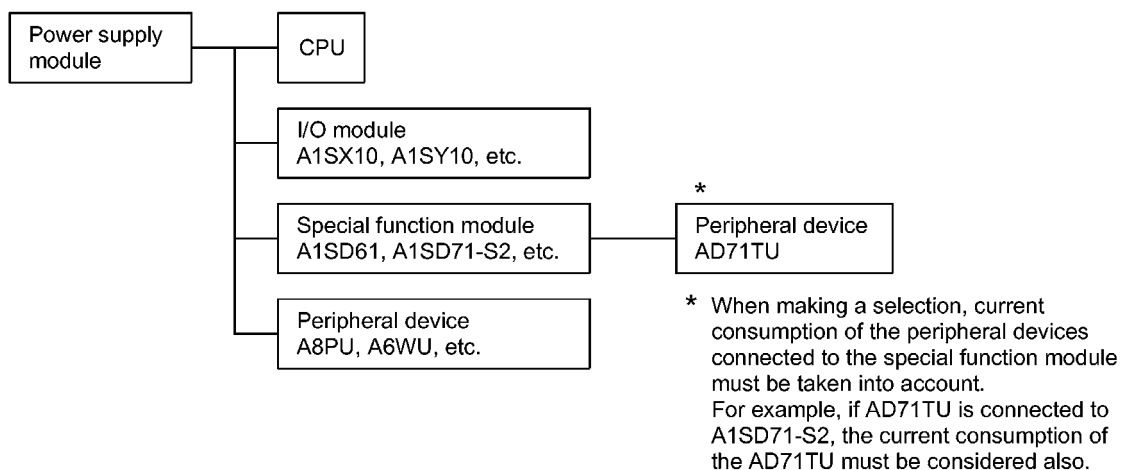 Power supply
module
CPU
I/O module
A1SX10, A1SY10, etc.
Special function module
A1SD61, A1SD71-S2, etc.
*
Peripheral device
AD71TU
Peripheral device
A8PU, A6WU, etc.
* When making a selection, current
consumption of the peripheral devices
connected to the special function module
must be taken into account.
For example, if AD71TU is connected to
A1SD71-S2, the current consumption of
the AD71TU must be considered also.